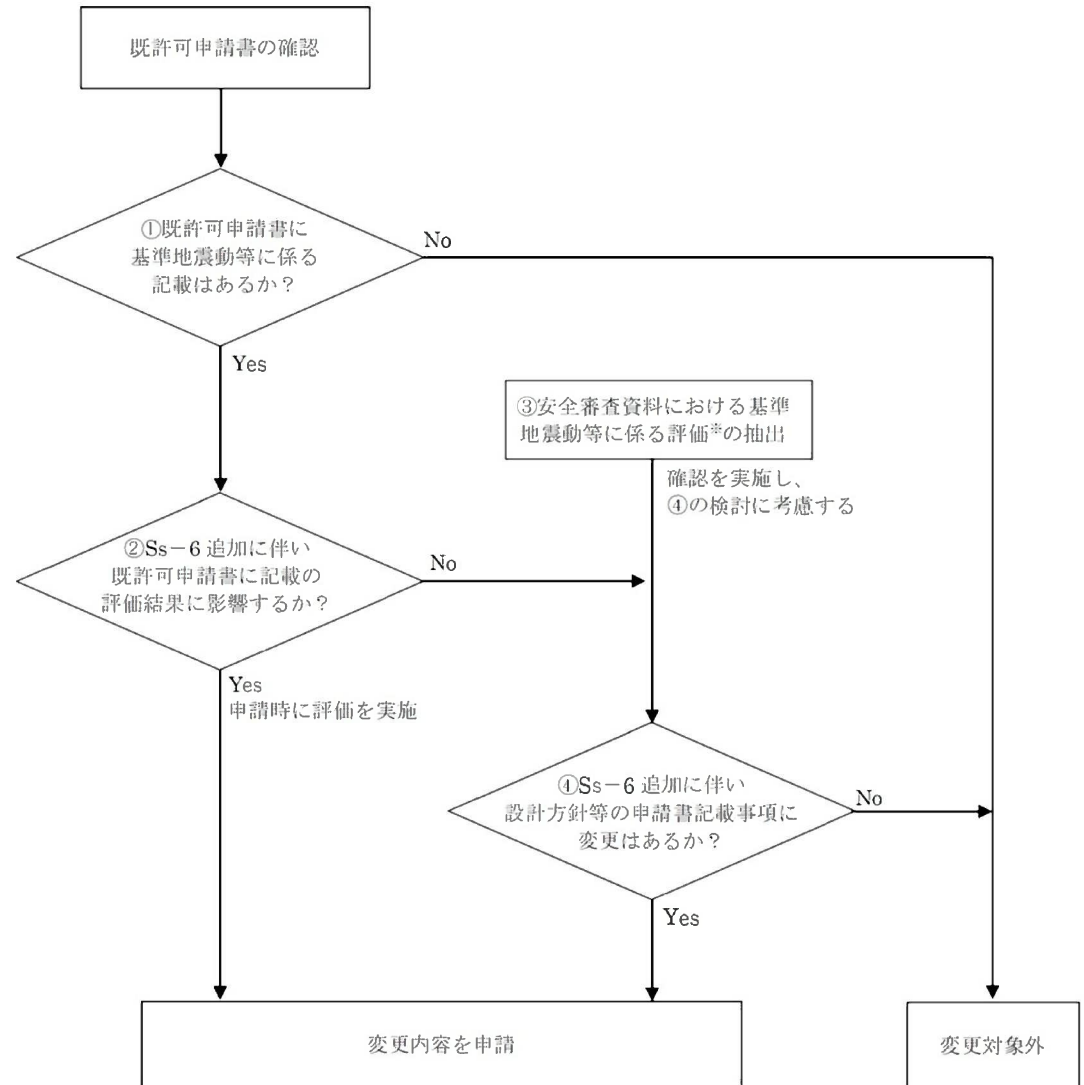 既許可申請書の確認
①既許可申請書に
基準地震動等に係る
記載はあるか？
No
Yes
③安全審査資料における基準
地震動等に係る評価※の抽出
確認を実施し、
④の検討に考慮する
②Ss－6 追加に伴い
既許可申請書に記載の
評価結果に影響するか？
No
Yes
申請時に評価を実施
④Ss－6 追加に伴い
設計方針等の申請書記載事項に
変更はあるか？
No
Yes
変更内容を申請
変更対象外